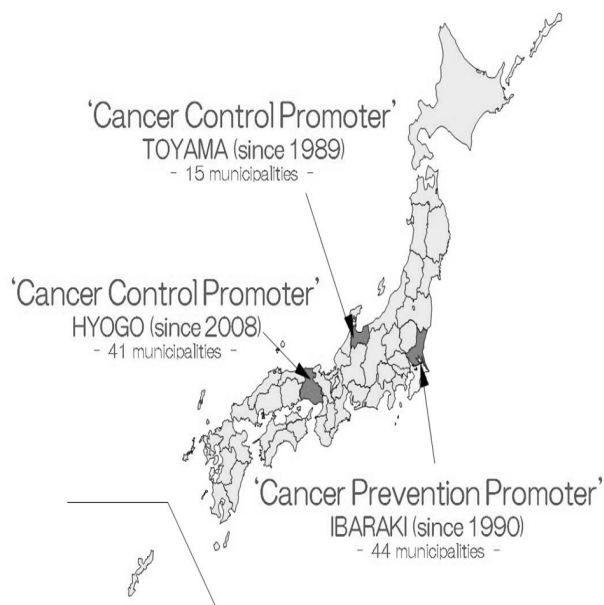 ‘Cancer Control Promoter’
TOYAMA (since 1989)
- 15 municipalities -
‘Cancer Control Promoter’
HYOGO (since 2008)
- 41 municipalities -
‘Cancer Prevention Promoter’
IBARAKI (since 1990)
- 44 municipalities -